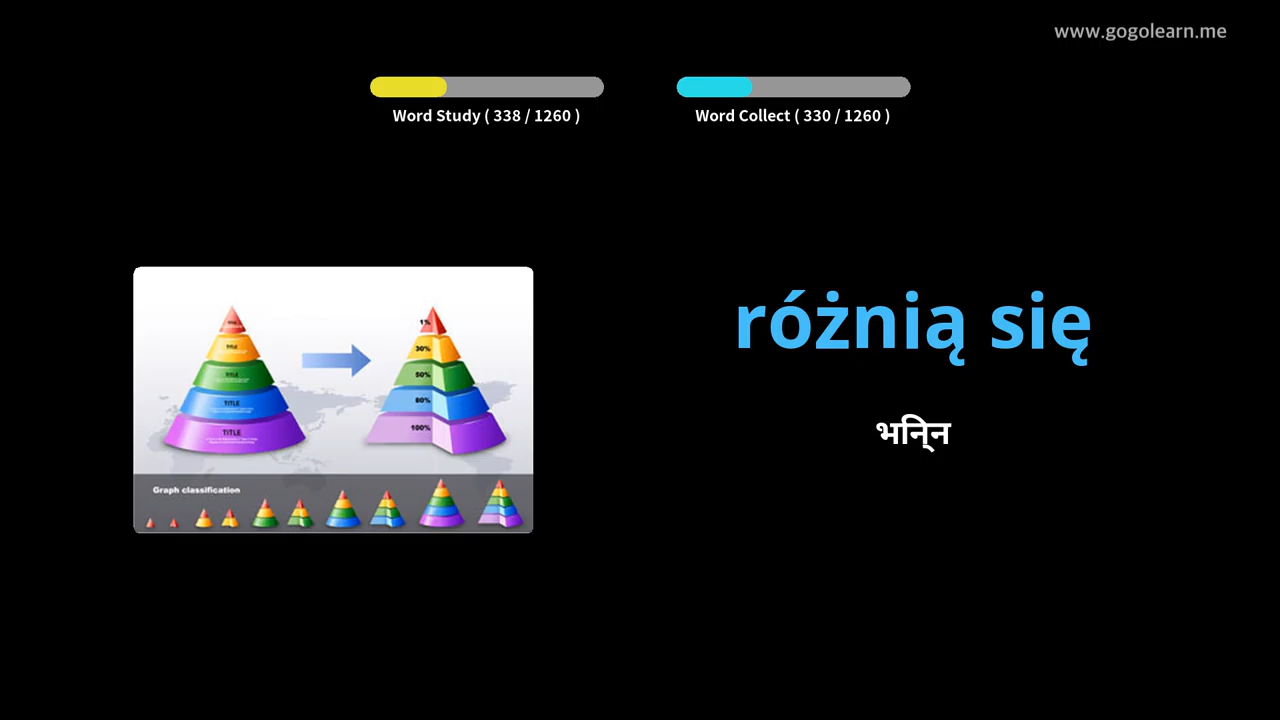 www.gogolearn.me
Word Study ( 338 / 1260 )
Word Collect ( 330 / 1260 )
różnią się
भिन्न
TITLE
TITLE
TITLE
TITLE
1%
30%
50%
80%
100%
Graph classification